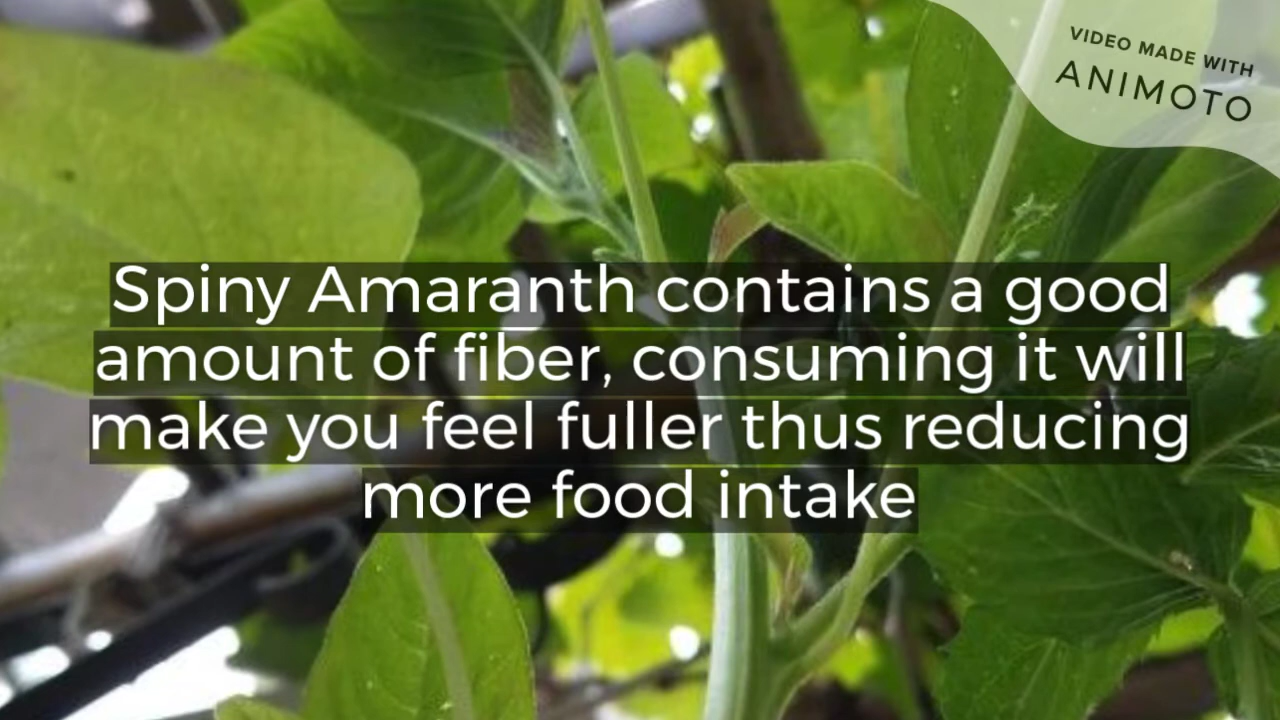 VIDEO MADE WITH
ANIMOTO
Spiny Amaranth contains a good
amount of fiber, consuming it will
make you feel fuller thus reducing
more food intake